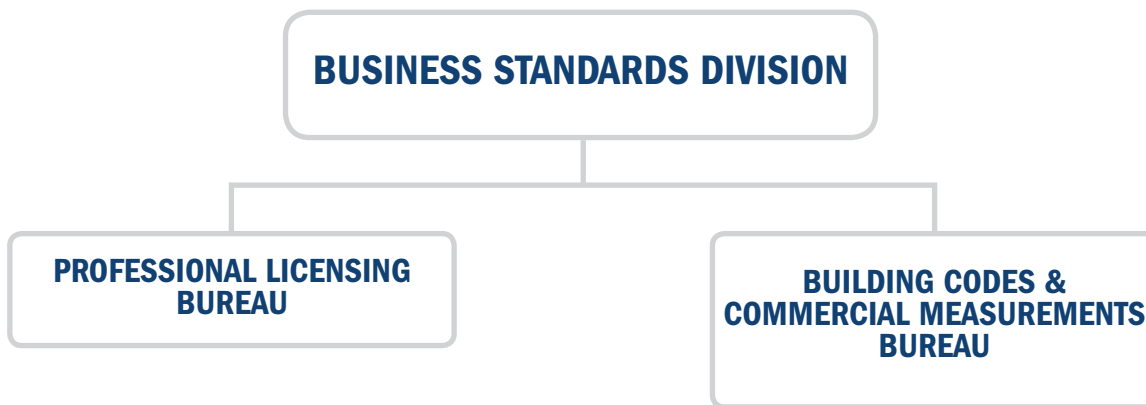 BUSINESS STANDARDS DIVISION
PROFESSIONAL LICENSING
BUREAU
BUILDING CODES &
COMMERCIAL MEASUREMENTS
BUREAU